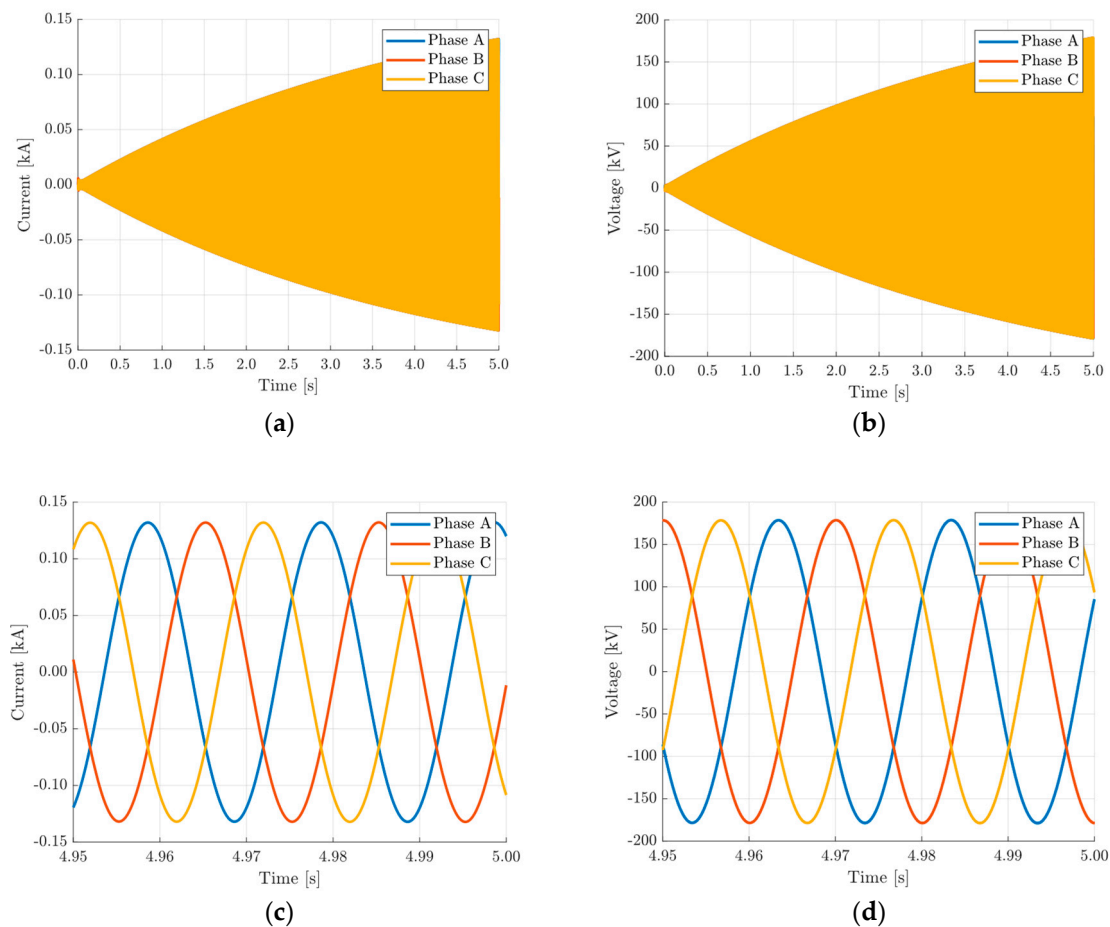 0.15
0.10
0.05
0.00
-0.05
-0.10
-0.15
Current [kA]
Phase A
Phase B
Phase C
0.0 0.5 1.0 1.5 2.0 2.5 3.0 3.5 4.0 4.5 5.0
Time [s]
(a)
200
150
100
50
0
-50
-100
-150
-200
Voltage [kV]
Phase A
Phase B
Phase C
0.0 0.5 1.0 1.5 2.0 2.5 3.0 3.5 4.0 4.5 5.0
Time [s]
(b)
0.15
0.10
0.05
0.00
-0.05
-0.10
-0.15
Current [kA]
Phase A
Phase B
Phase C
4.95 4.96 4.97 4.98 4.99 5.00
Time [s]
(c)
200
150
100
50
0
-50
-100
-150
-200
Voltage [kV]
Phase A
Phase B
Phase C
4.95 4.96 4.97 4.98 4.99 5.00
Time [s]
(d)